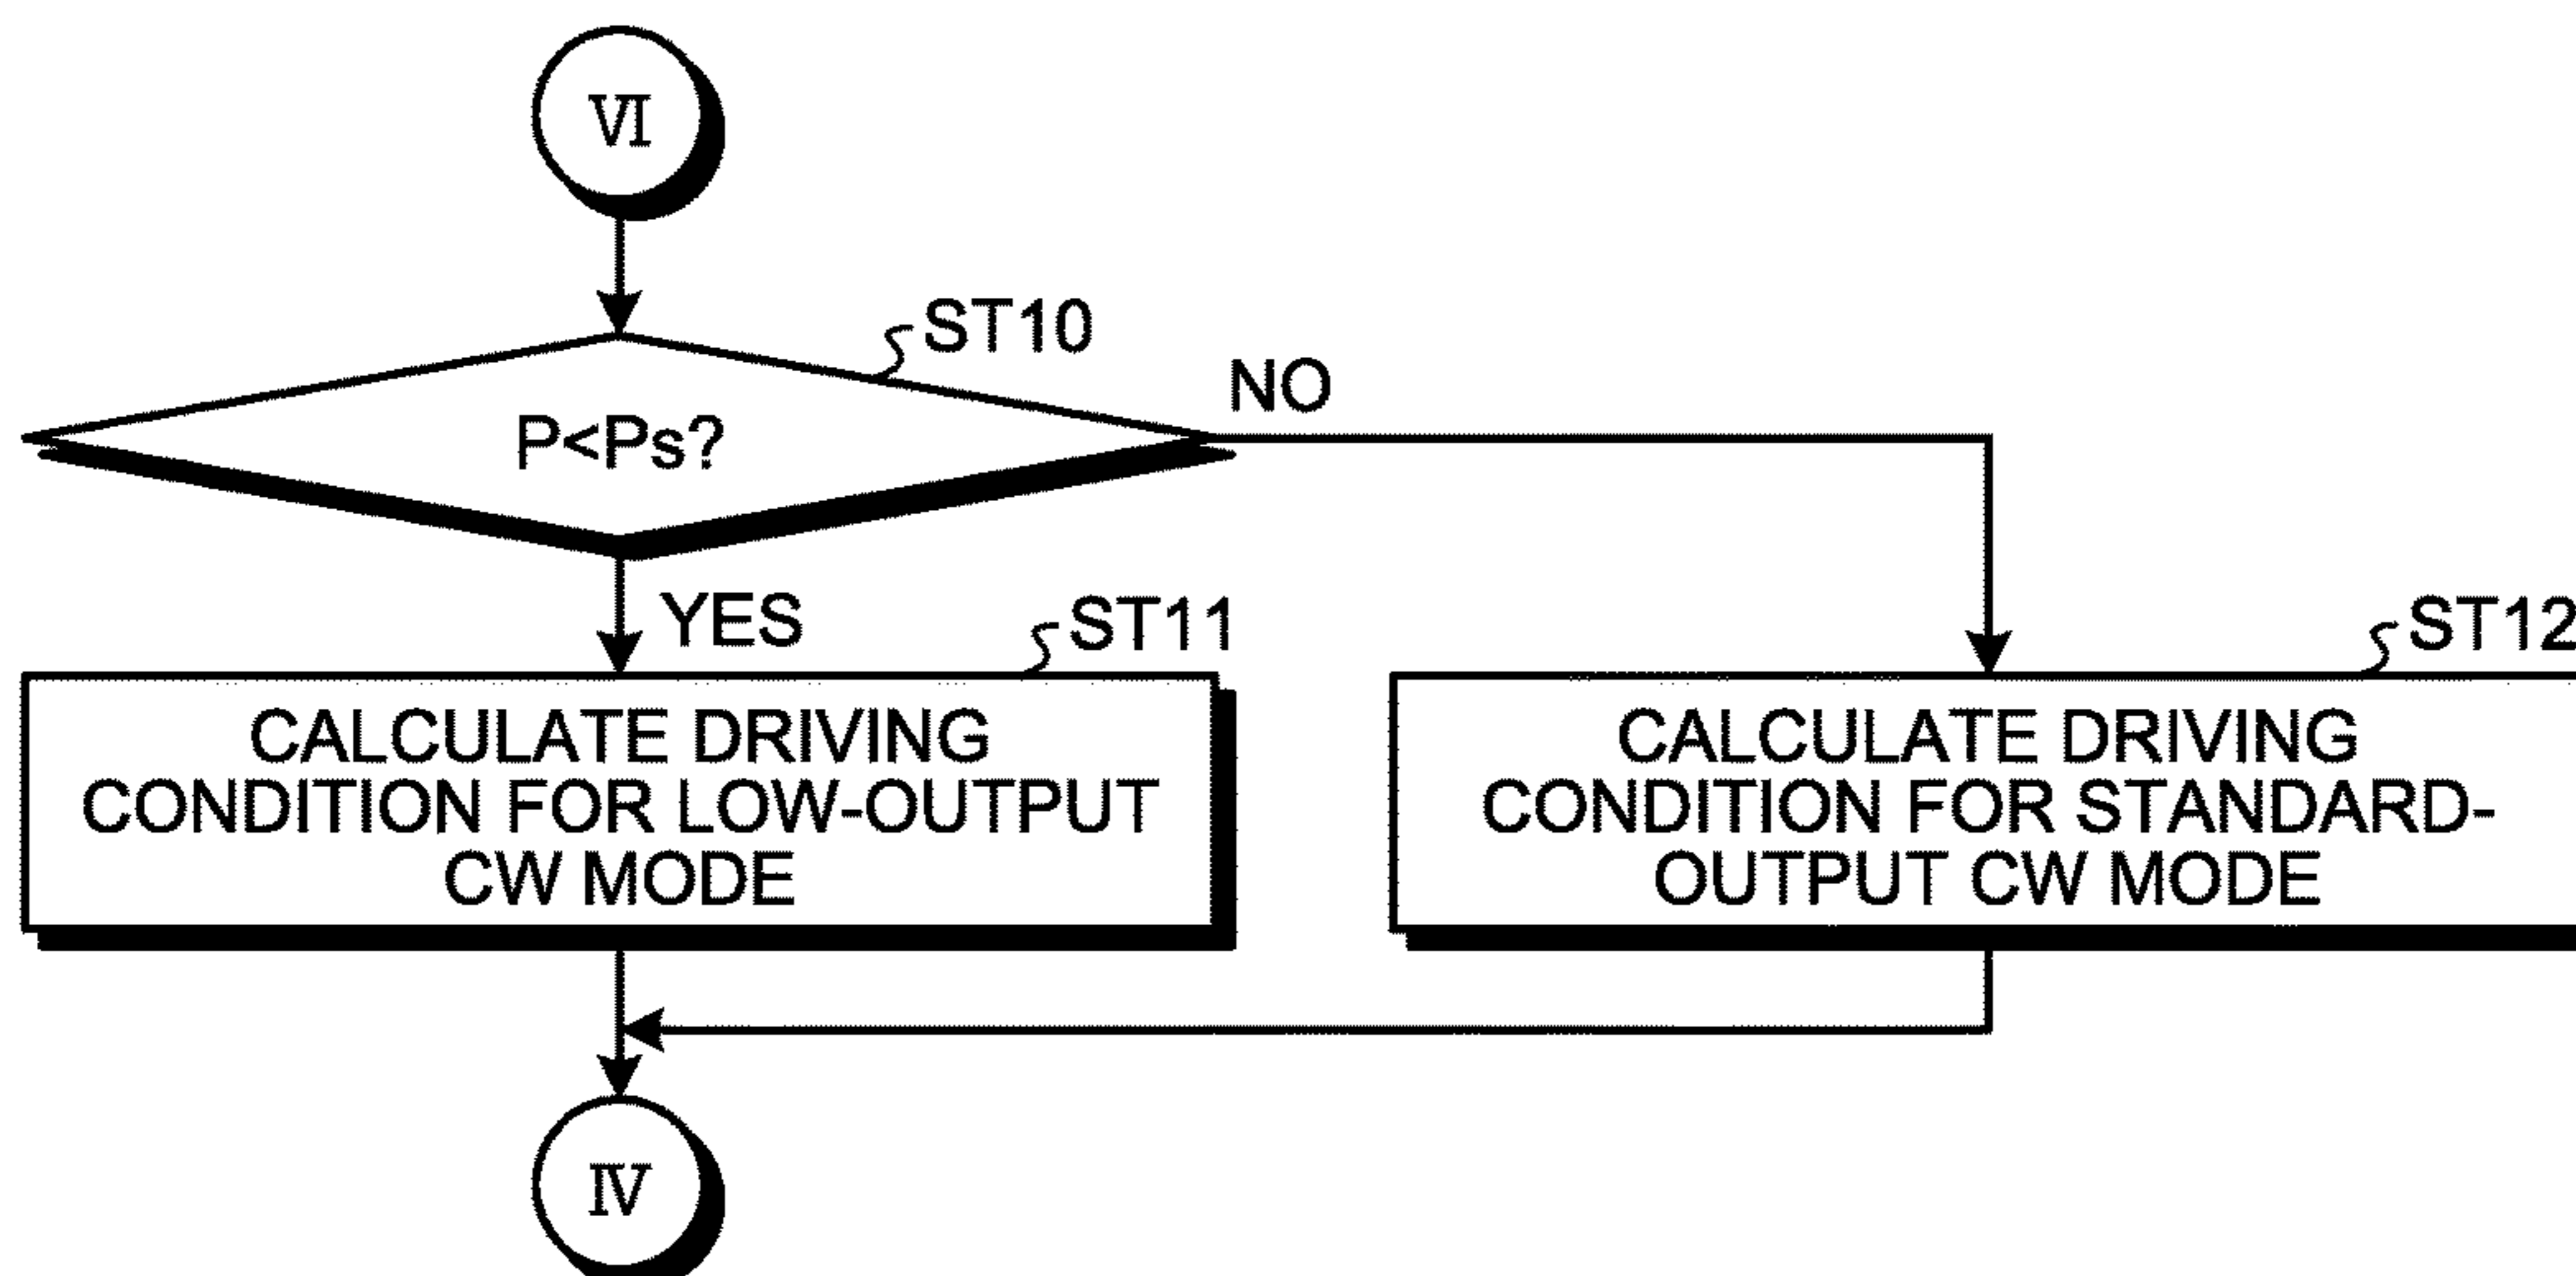 VI
ST10
P<Ps?
NO
YES
ST11
CALCULATE DRIVING
CONDITION FOR LOW-OUTPUT
CW MODE
ST12
CALCULATE DRIVING
CONDITION FOR STANDARD-
OUTPUT CW MODE
IV